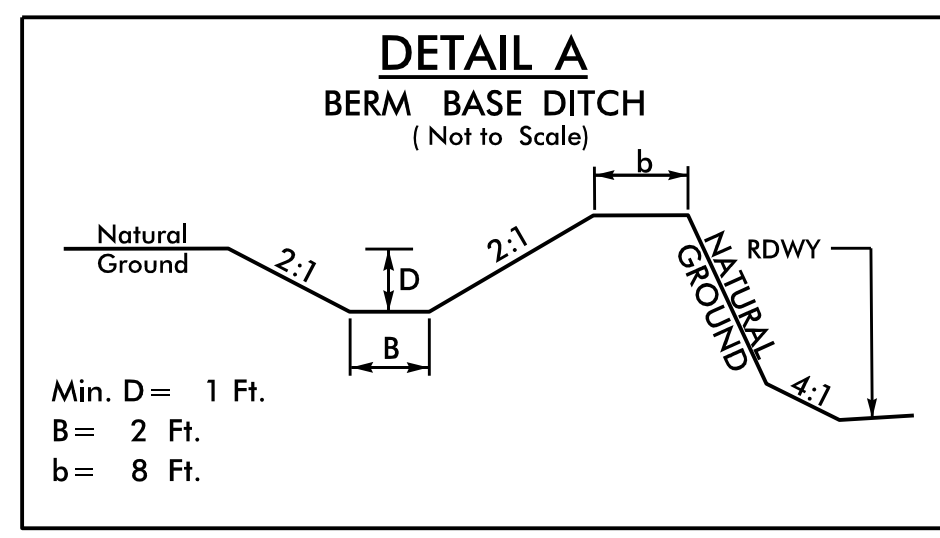 DETAIL A
BERM BASE DITCH
( Not to Scale)
b
Natural
Ground
2:1
D
2:1
NATURAL
GROUND
RDWY
B
4:1
Min. D = 1 Ft.
B = 2 Ft.
b = 8 Ft.